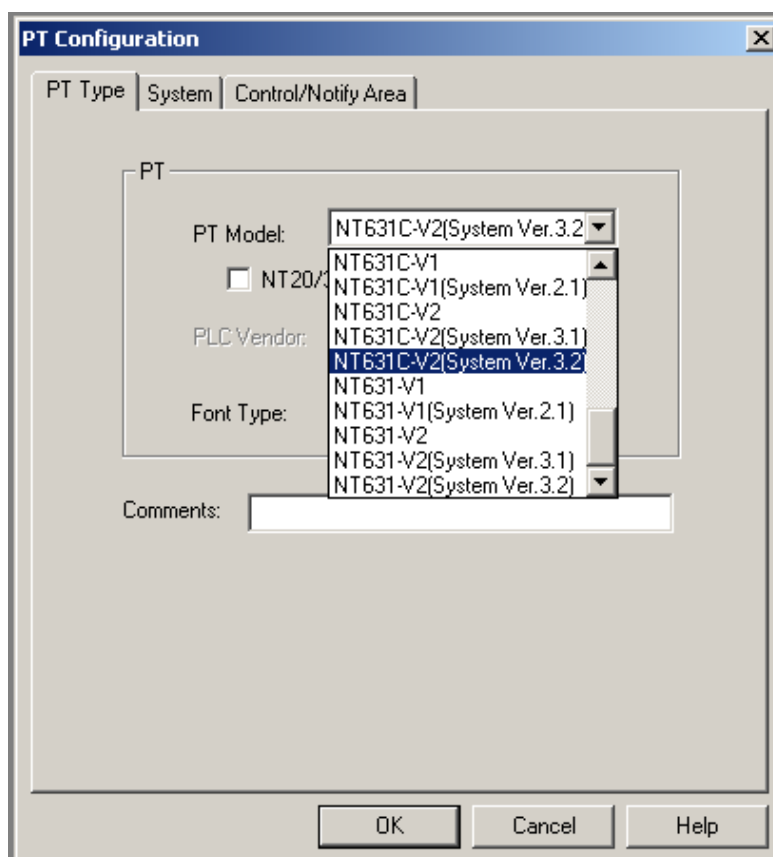 PT Configuration
PT Type System Control/Notify Area
PT
PT Model: NT631C-V2(System Ver.3.2
NT631C-V1
NT20/3
NT631C-V1(System Ver.2.1)
NT631C-V2
PLC Vendor:
NT631C-V2(System Ver.3.1)
NT631C-V2(System Ver.3.2)
NT631-V1
Font Type:
NT631-V1(System Ver.2.1)
NT631-V2
NT631-V2(System Ver.3.1)
NT631-V2(System Ver.3.2)
Comments:
OK Cancel Help